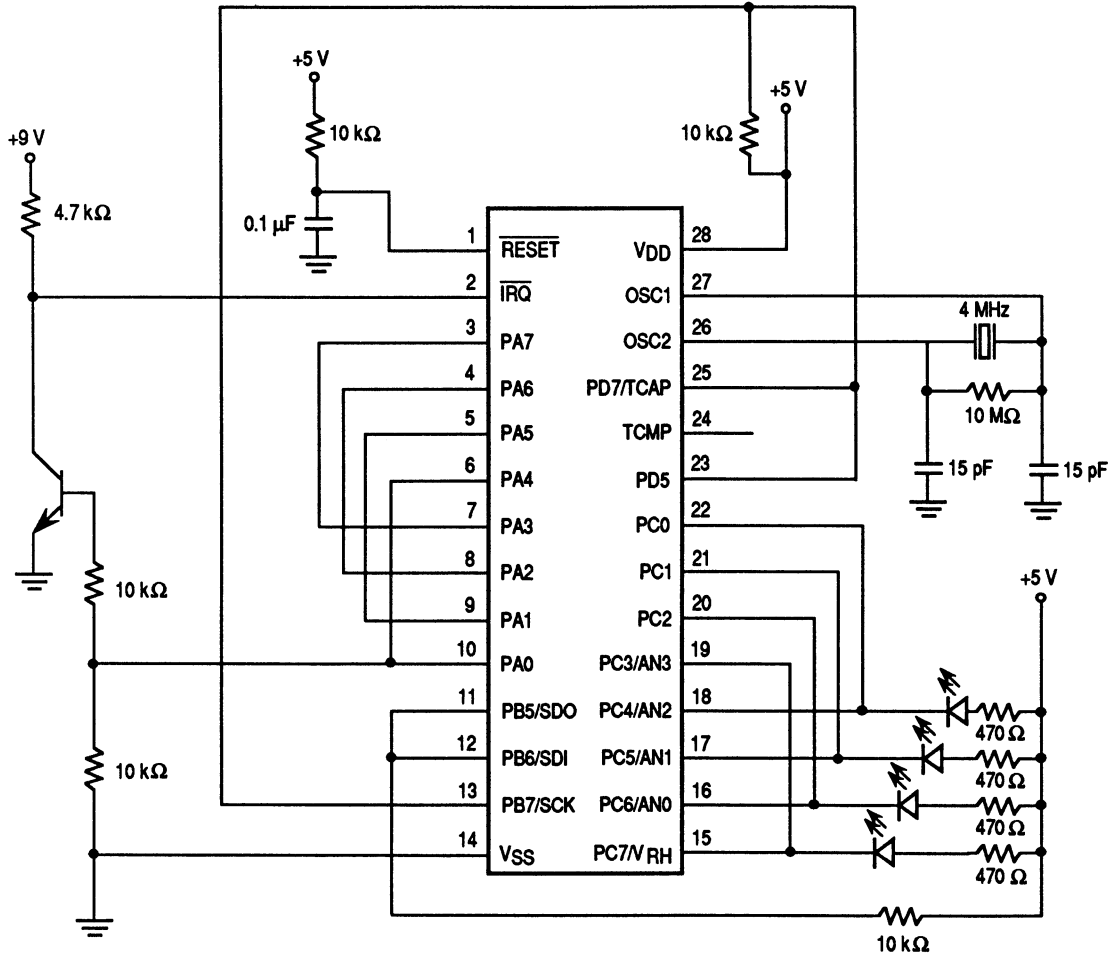 +5 V
+9 V
10 kΩ
4.7 kΩ
0.1 µF
10 kΩ
+5 V
1 RESET
2 IRQ
3 PA7
4 PA6
5 PA5
6 PA4
7 PA3
8 PA2
9 PA1
10 PA0
11 PB5/SDO
12 PB6/SDI
13 PB7/SCK
14 VSS
VDD 28
OSC1 27
OSC2 26
PD7/TCAP 25
TCMP 24
PD5 23
PC0 22
PC1 21
PC2 20
PC3/AN3 19
PC4/AN2 18
PC5/AN1 17
PC6/AN0 16
PC7/VRH 15
4 MHz
10 MΩ
15 pF
15 pF
10 kΩ
10 kΩ
+5 V
470 Ω
470 Ω
470 Ω
470 Ω
10 kΩ